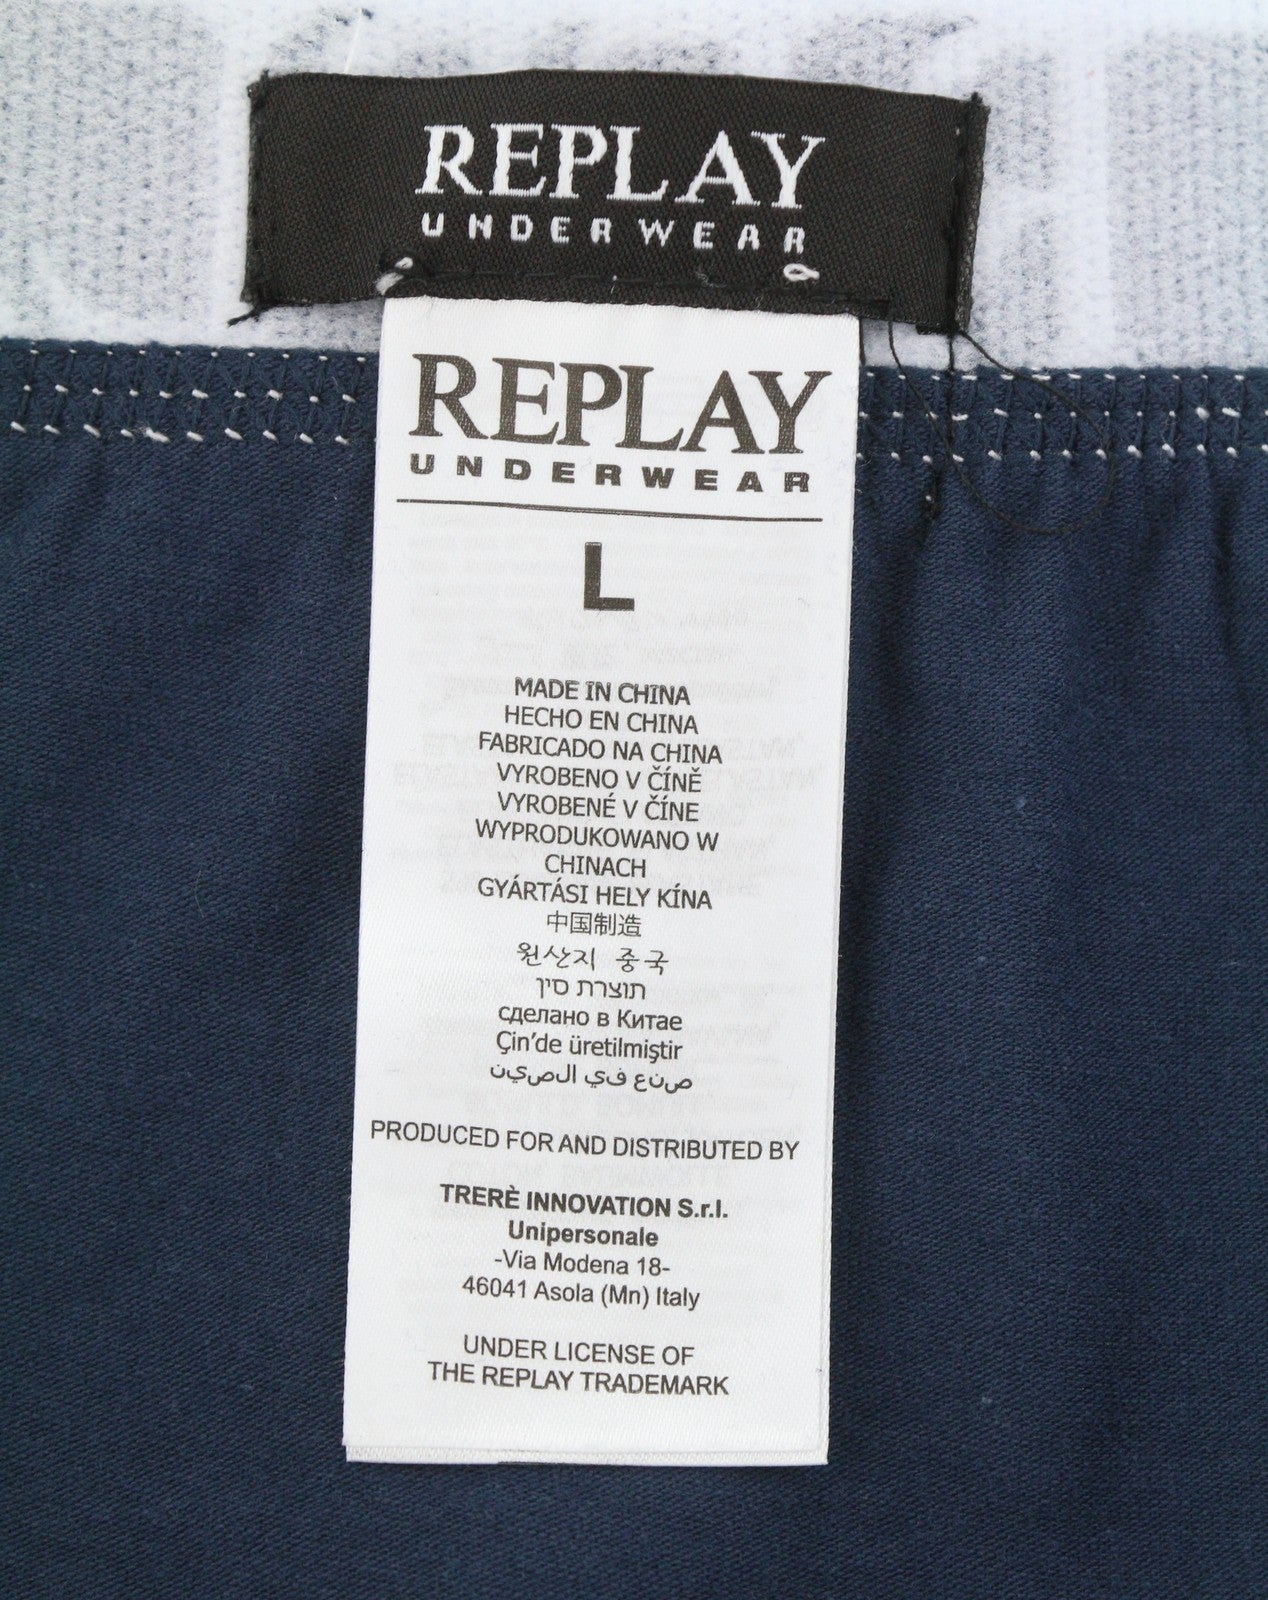 REPLAY
UNDERWEAR
REPLAY
UNDERWEAR
L
MADE IN CHINA
HECHO EN CHINA
FABRICADO NA CHINA
VYROBENO V ČÍNĚ
VYROBENÉ V ČÍNE
WYPRODUKOWANO W
CHINACH
GYÁRTÁSI HELY KÍNA
中国制造
원산지 중국
תוצרת סין
сделано в Китае
Çin'de üretilmiştir
صنع في الصين
PRODUCED FOR AND DISTRIBUTED BY
TRERÈ INNOVATION S.r.l.
Unipersonale
-Via Modena 18-
46041 Asola (Mn) Italy
UNDER LICENSE OF
THE REPLAY TRADEMARK